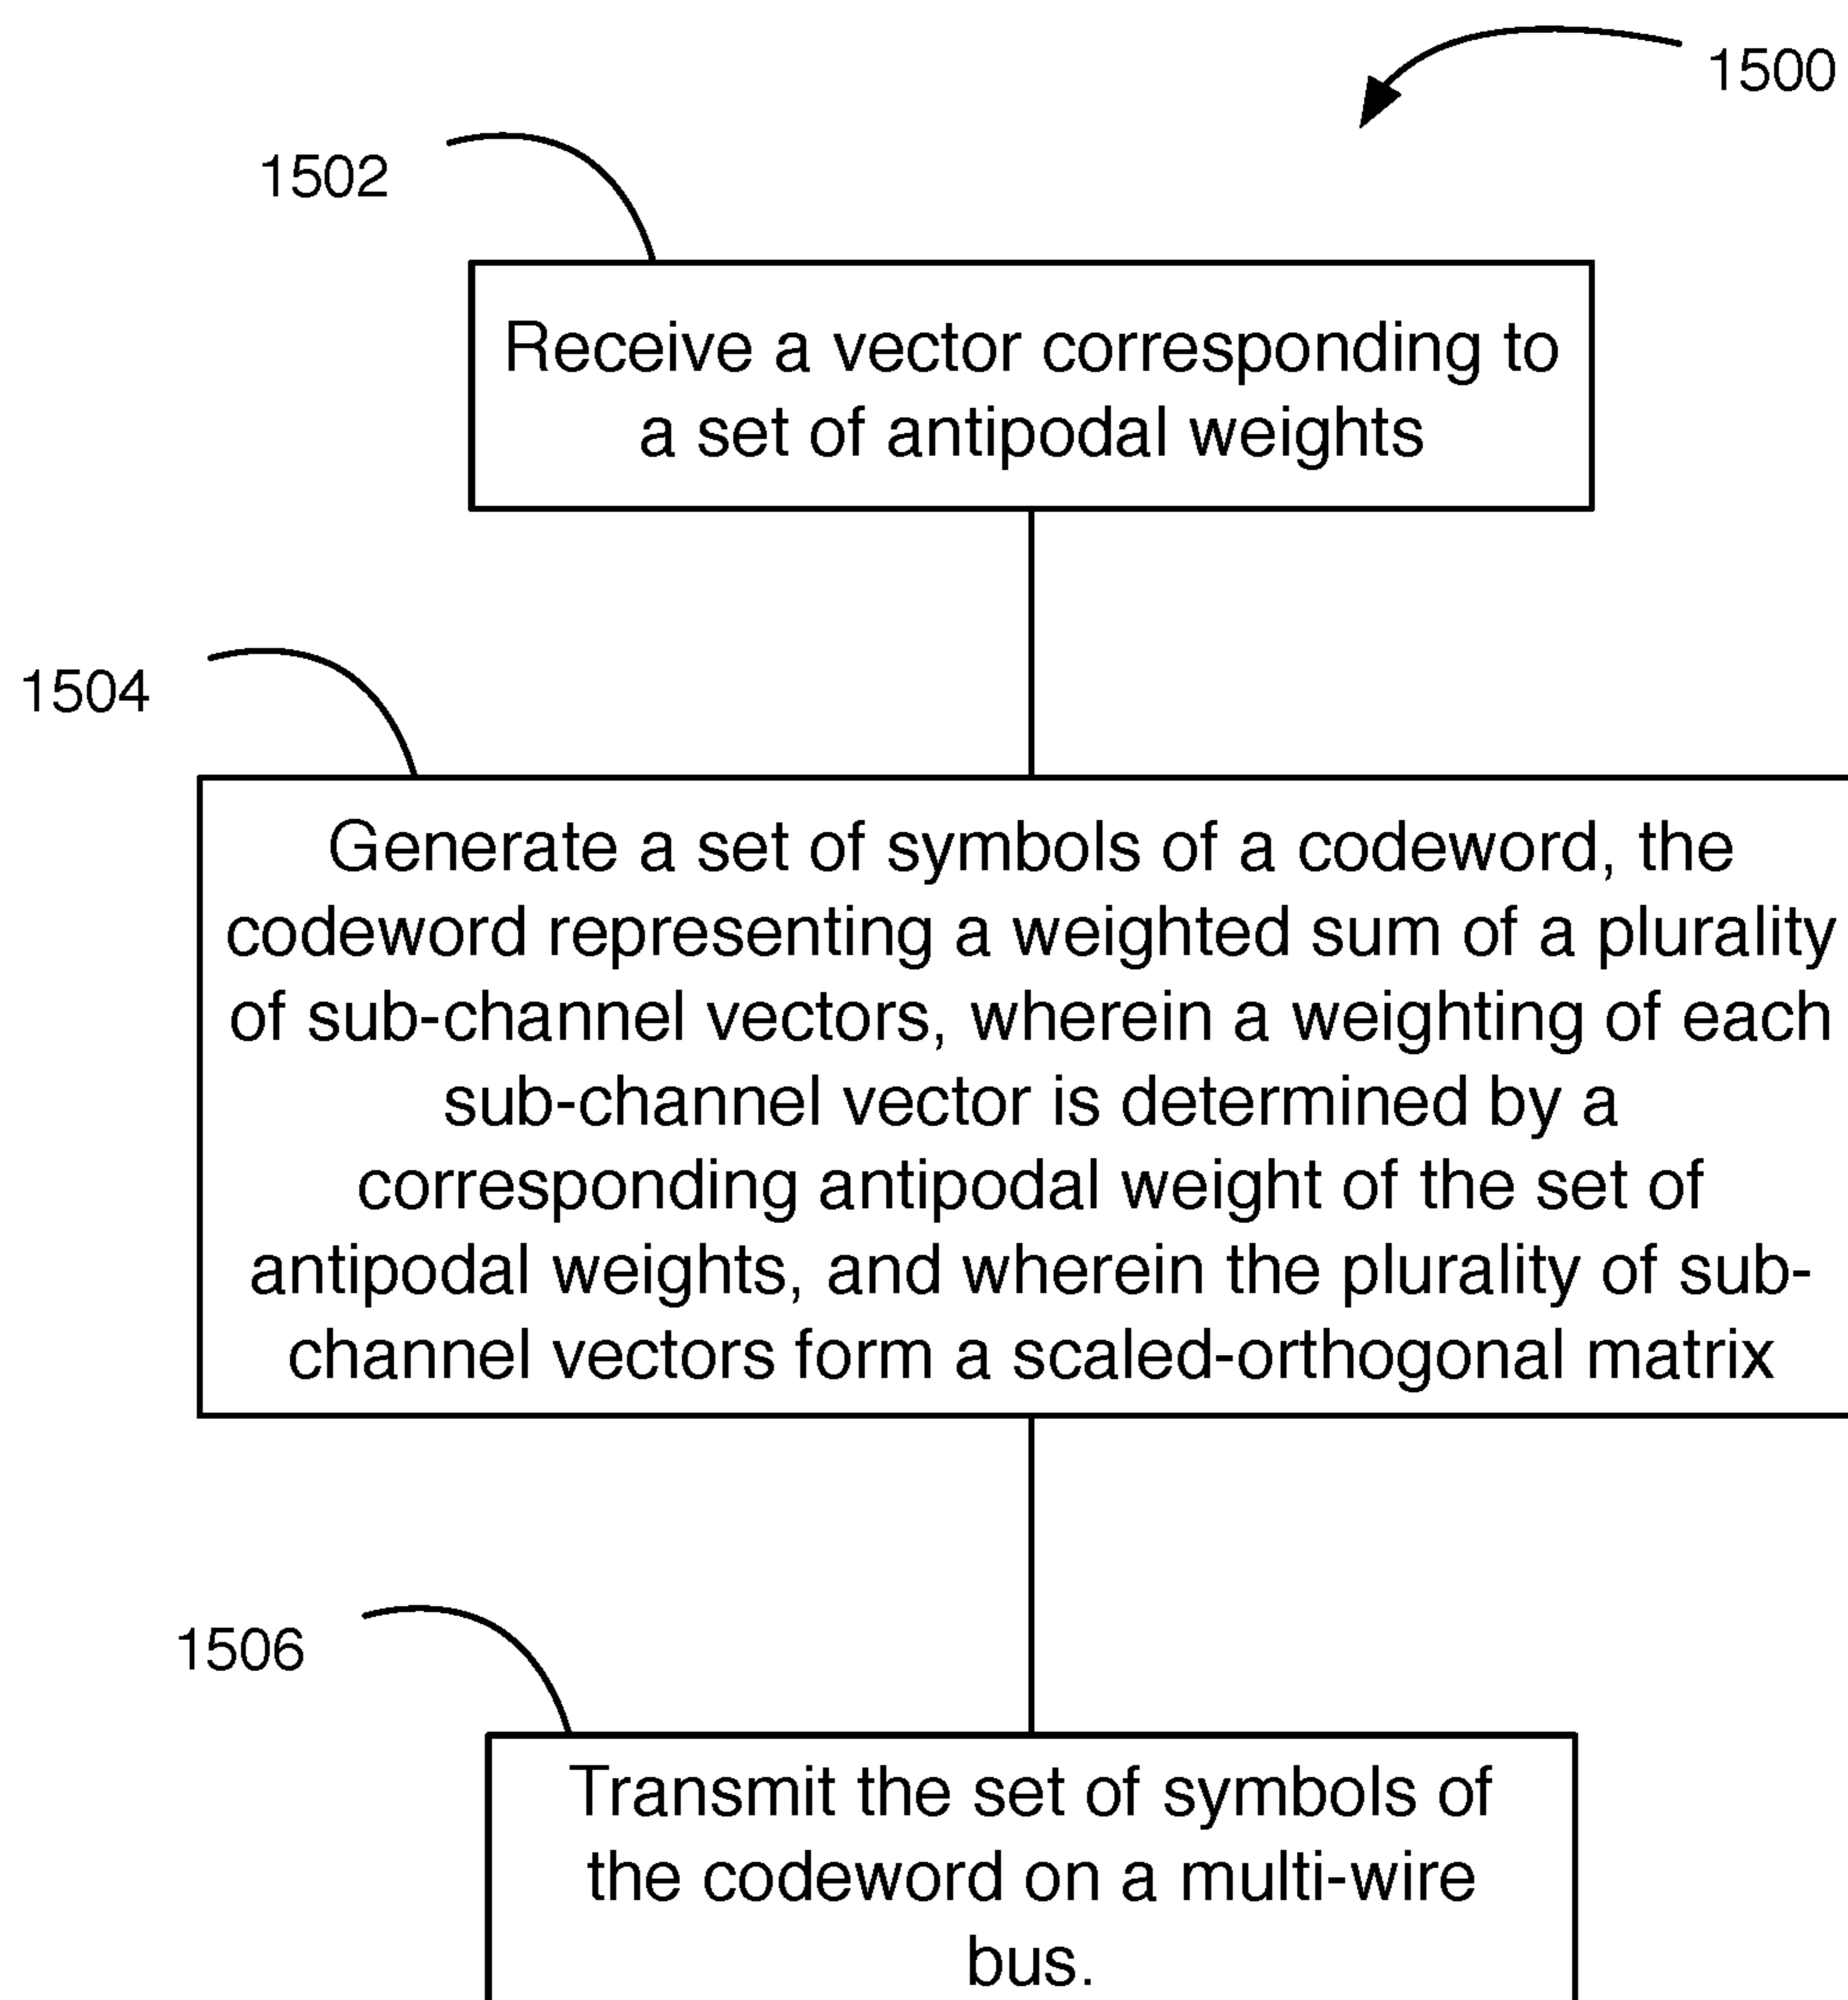 1500
1502
Receive a vector corresponding to
a set of antipodal weights
1504
Generate a set of symbols of a codeword, the
codeword representing a weighted sum of a plurality
of sub-channel vectors, wherein a weighting of each
sub-channel vector is determined by a
corresponding antipodal weight of the set of
antipodal weights, and wherein the plurality of sub-
channel vectors form a scaled-orthogonal matrix
1506
Transmit the set of symbols of
the codeword on a multi-wire
bus.